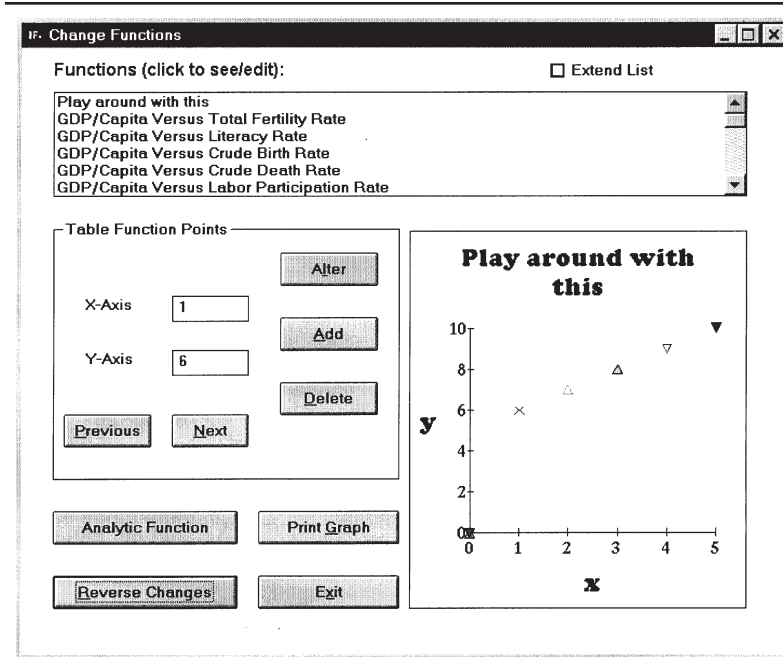 IF. Change Functions
Functions (click to see/edit):
Extend List
Play around with this
GDP/Capita Versus Total Fertility Rate
GDP/Capita Versus Literacy Rate
GDP/Capita Versus Crude Birth Rate
GDP/Capita Versus Crude Death Rate
GDP/Capita Versus Labor Participation Rate
Table Function Points
Alter
X-Axis 1
Add
Y-Axis 6
Delete
Previous Next
Analytic Function Print Graph
Reverse Changes Exit
Play around with
this
10
8
6
y
4
2
0
0 1 2 3 4 5
x